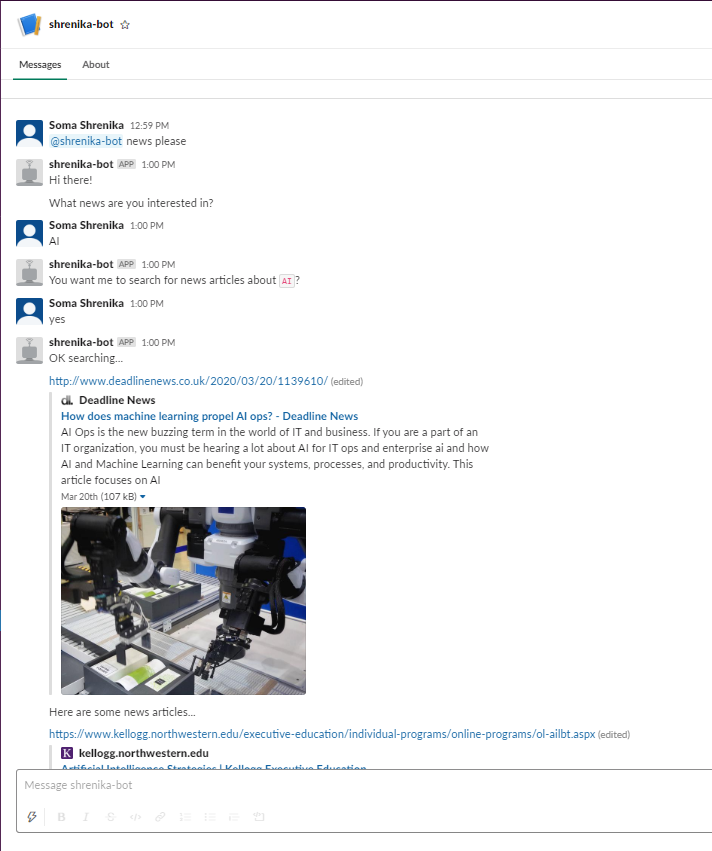 shrenika-bot
Messages About
Soma Shrenika 12:59 PM
@shrenika-bot news please
shrenika-bot APP 1:00 PM
Hi there!
What news are you interested in?
Soma Shrenika 1:00 PM
AI
shrenika-bot APP 1:00 PM
You want me to search for news articles about AI?
Soma Shrenika 1:00 PM
yes
shrenika-bot APP 1:00 PM
OK searching...
http://www.deadlinenews.co.uk/2020/03/20/1139610/ (edited)
dL Deadline News
How does machine learning propel AI ops? - Deadline News
AI Ops is the new buzzing term in the world of IT and business. If you are a part of an
IT organization, you must be hearing a lot about AI for IT ops and enterprise ai and how
AI and Machine Learning can benefit your systems, processes, and productivity. This
article focuses on AI
Mar 20th (107 kB)
Here are some news articles...
https://www.kellogg.northwestern.edu/executive-education/individual-programs/online-programs/ol-ailbt.aspx (edited)
K kellogg.northwestern.edu
Artificial Intelligence Strategies | Kellogg Executive Education
Message shrenika-bot
B I S </>